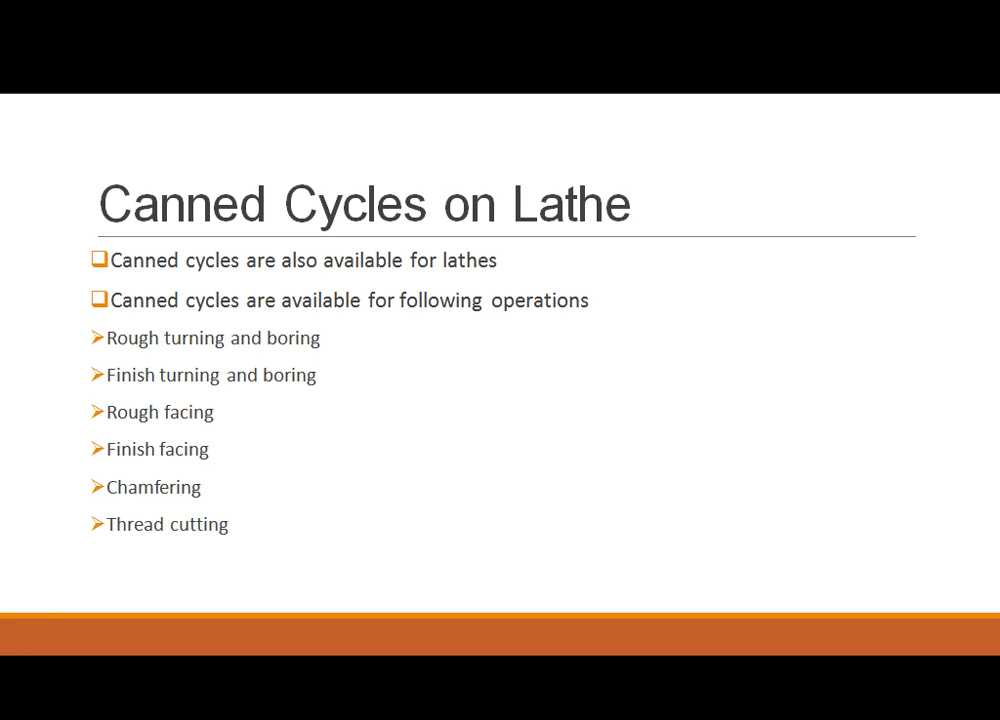 Canned Cycles on Lathe
Canned cycles are also available for lathes
Canned cycles are available for following operations
Rough turning and boring
Finish turning and boring
Rough facing
Finish facing
Chamfering
Thread cutting